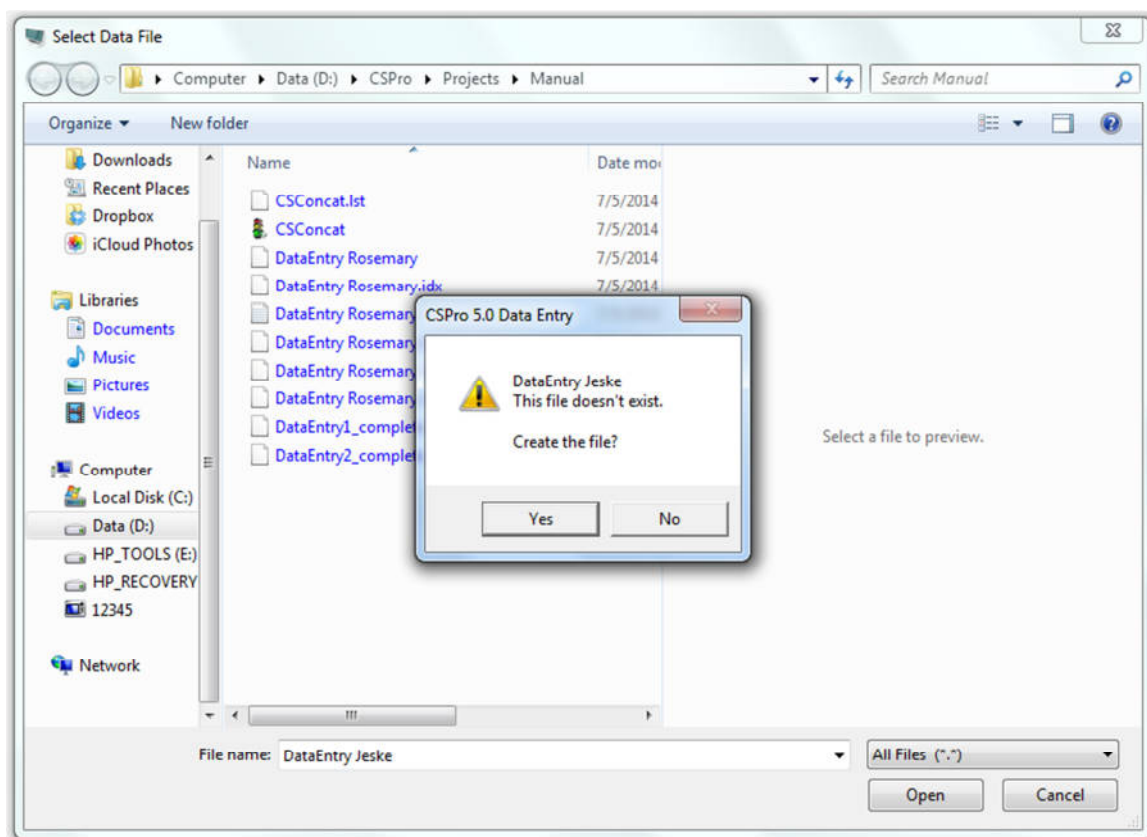 Select Data File
Computer Data (D:) CSPro Projects Manual
Search Manual
Organize New folder
Downloads
Recent Places
Dropbox
iCloud Photos
Libraries
Documents
Music
Pictures
Videos
Computer
Local Disk (C:)
Data (D:)
HP_TOOLS (E:)
HP_RECOVERY
12345
Network
Name Date mo
CSConcat.lst 7/5/2014
CSConcat 7/5/2014
DataEntry Rosemary 7/5/2014
DataEntry Rosemary.idx 7/5/2014
DataEntry Rosemary
DataEntry Rosemary
DataEntry Rosemary
DataEntry Rosemary
DataEntry1_complet
DataEntry2_complet
CSPro 5.0 Data Entry
DataEntry Jeske
This file doesn't exist.
Create the file?
Yes No
Select a file to preview.
File name: DataEntry Jeske
All Files (*.*)
Open Cancel